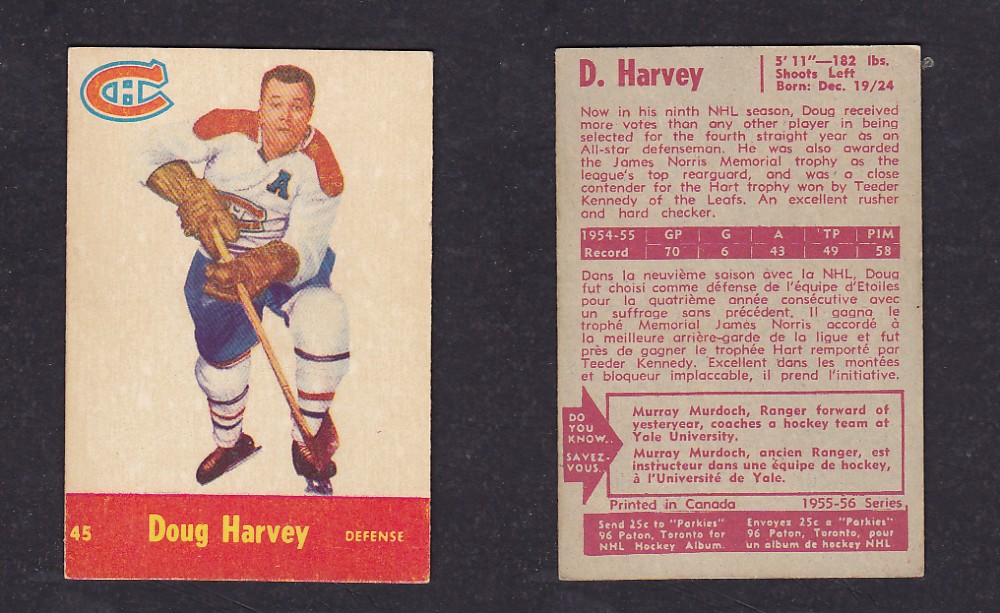 A
45 Doug Harvey DEFENSE
D. Harvey
5' 11"—182 lbs.
Shoots Left
Born: Dec. 19/24
Now in his ninth NHL season, Doug received
more votes than any other player in being
selected for the fourth straight year as an
All-star defenseman. He was also awarded
the James Norris Memorial trophy as the
league's top rearguard, and was a close
contender for the Hart trophy won by Teeder
Kennedy of the Leafs. An excellent rusher
and hard checker.
1954-55 GP G A TP PIM
Record 70 6 43 49 58
Dans la neuvième saison avec la NHL, Doug
fut choisi comme défense de l'équipe d'Etoiles
pour la quatrième année consécutive avec
un suffrage sans précédent. Il gagna le
trophé Memorial James Norris accordé à
la meilleure arrière-garde de la ligue et fut
près de gagner le trophée Hart remporté par
Teeder Kennedy. Excellent dans les montées
et bloqueur implaccable, il prend l'initiative.
DO
YOU
KNOW..
SAVEZ-
VOUS..
Murray Murdoch, Ranger forward of
yesteryear, coaches a hockey team at
Yale University.
Murray Murdoch, ancien Ranger, est
instructeur dans une équipe de hockey,
à l'Université de Yale.
Printed in Canada 1955-56 Series
Send 25c to "Parkies"
96 Paton, Toronto for
NHL Hockey Album.
Envoyez 25c a "Parkies"
96 Paton, Toronto, pour
un album de hockey NHL